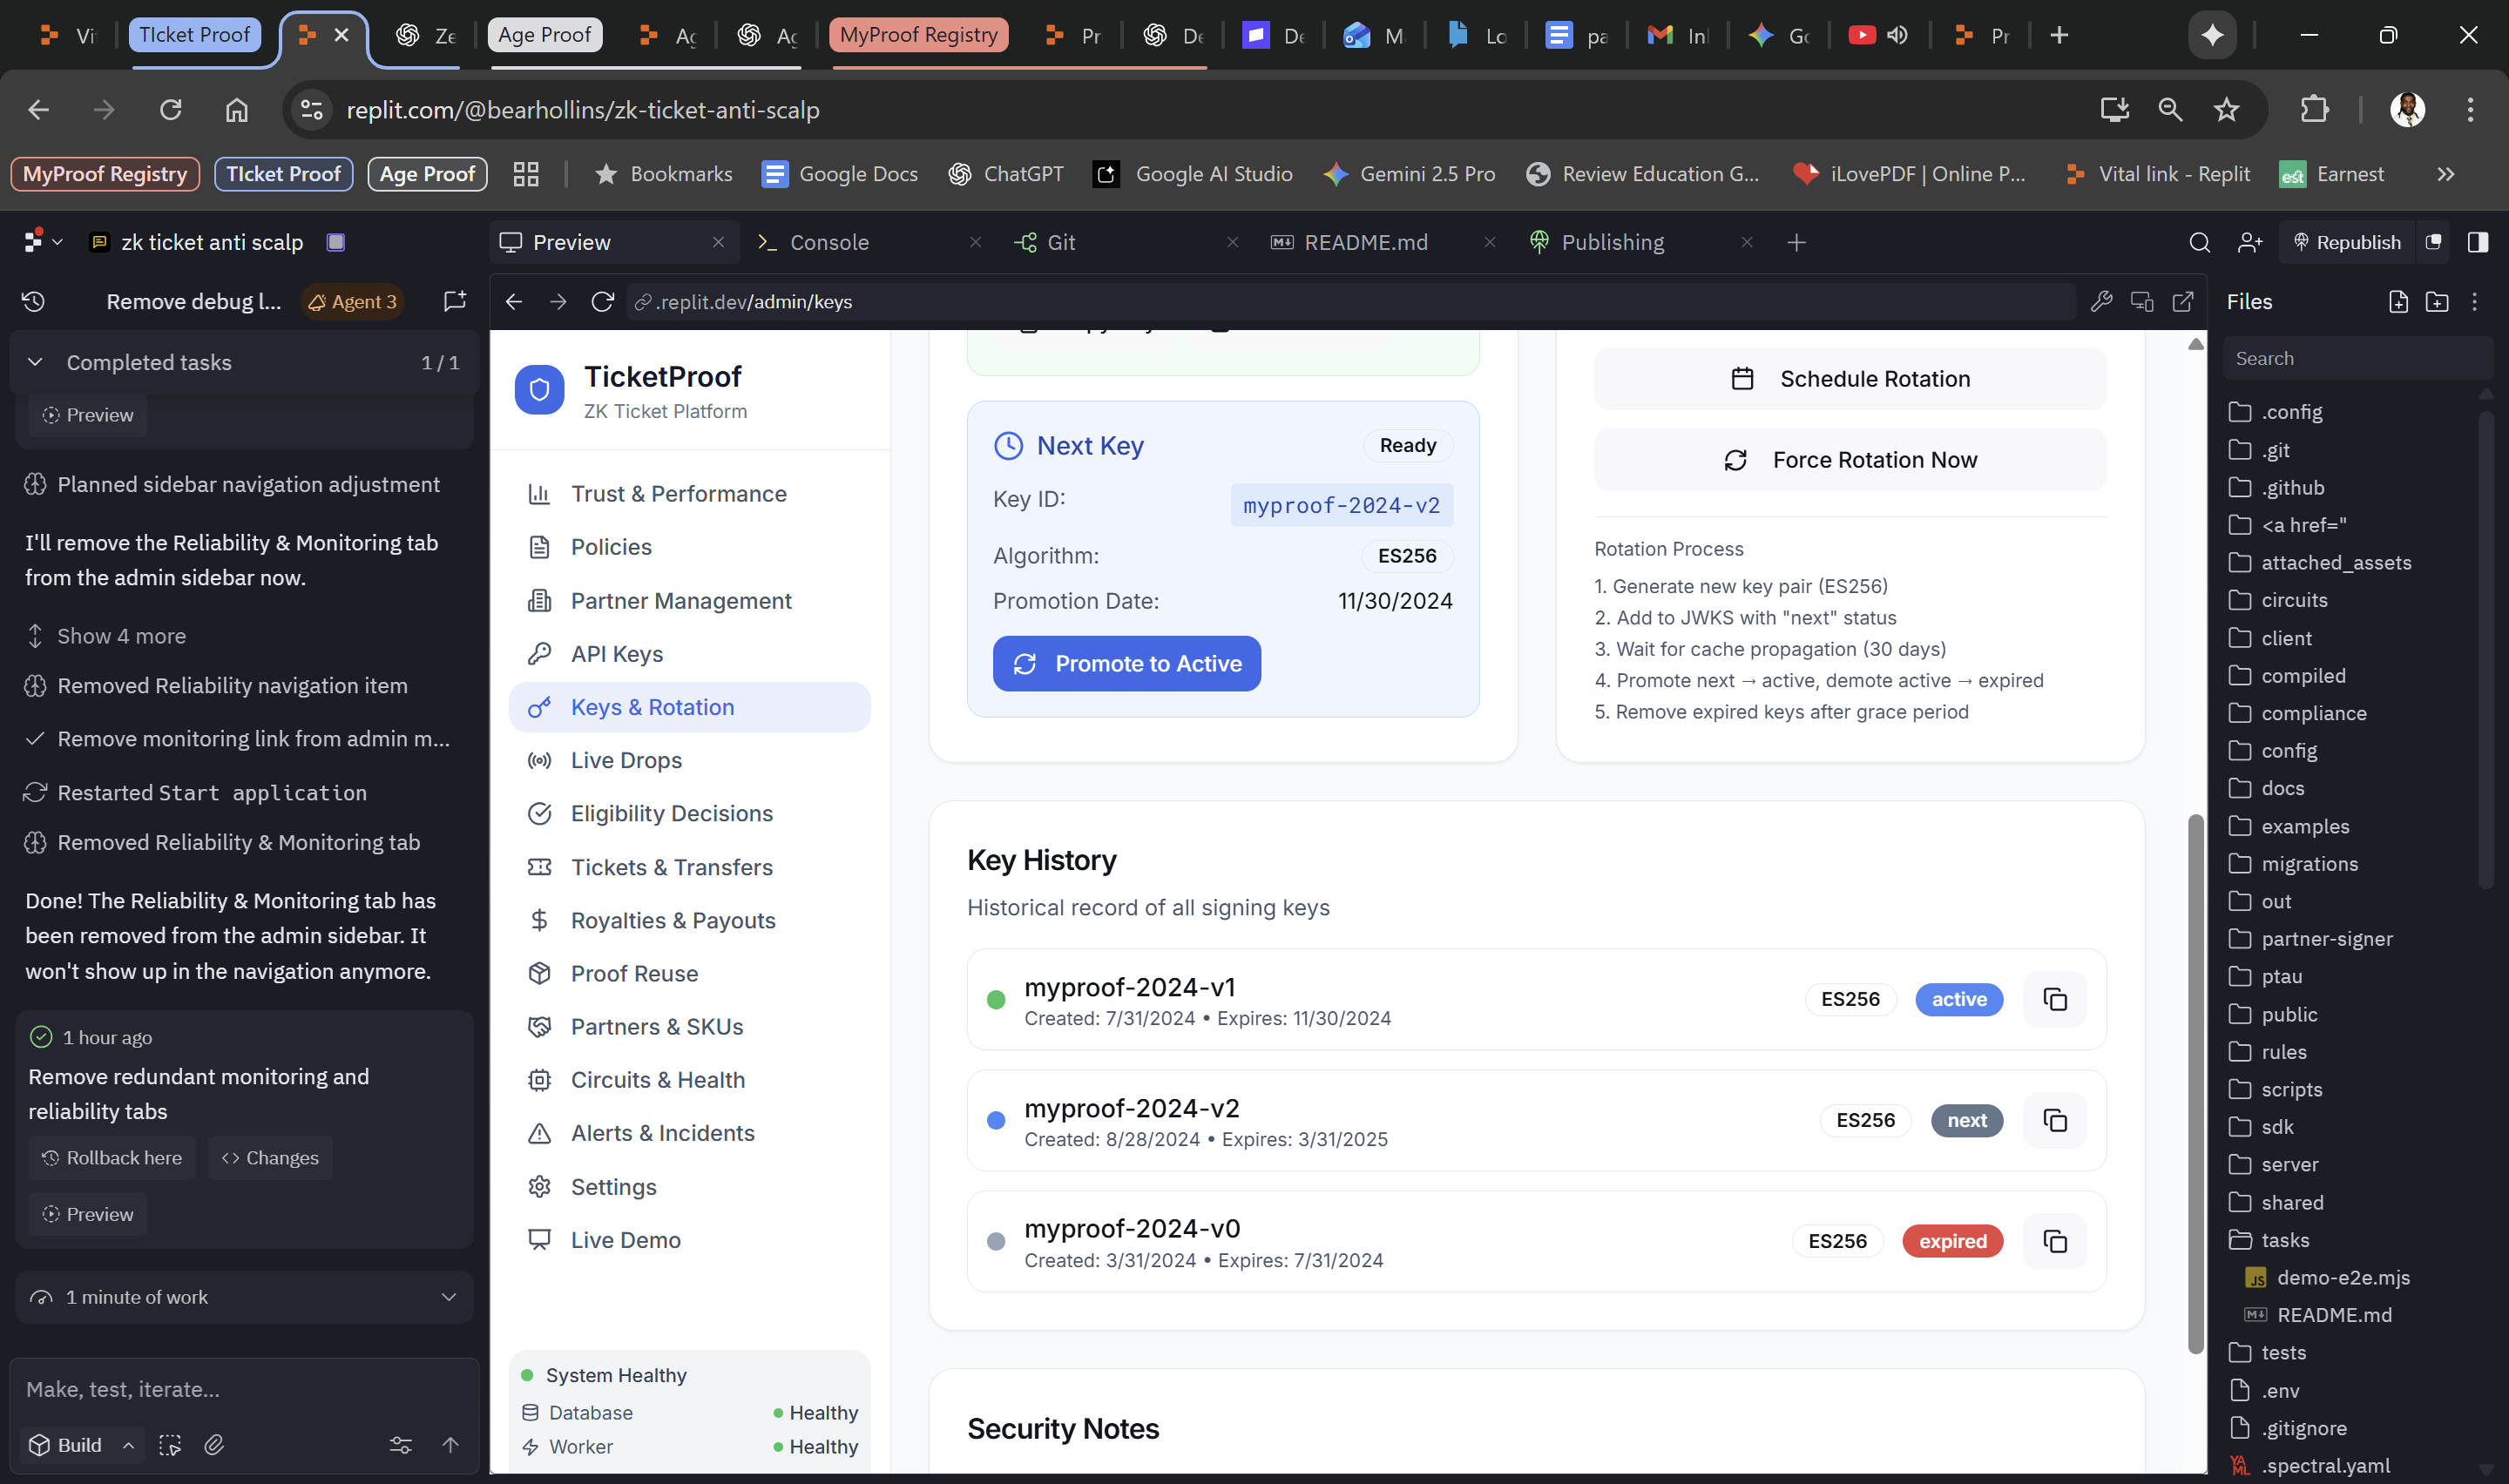 TIcket Proof
Age Proof
MyProof Registry
replit.com/@bearhollins/zk-ticket-anti-scalp
MyProof Registry
TIcket Proof
Age Proof
Bookmarks
Google Docs
ChatGPT
Google AI Studio
Gemini 2.5 Pro
Review Education G...
iLovePDF | Online P...
Vital link - Replit
Earnest
zk ticket anti scalp
Preview
Console
Git
README.md
Publishing
Republish
Remove debug l...
Agent 3
.replit.dev/admin/keys
Files
Completed tasks
1 / 1
Preview
Planned sidebar navigation adjustment
I'll remove the Reliability & Monitoring tab
from the admin sidebar now.
Show 4 more
Removed Reliability navigation item
Remove monitoring link from admin m...
Restarted Start application
Removed Reliability & Monitoring tab
Done! The Reliability & Monitoring tab has
been removed from the admin sidebar. It
won't show up in the navigation anymore.
1 hour ago
Remove redundant monitoring and
reliability tabs
Rollback here
Changes
Preview
1 minute of work
Make, test, iterate...
Build
TicketProof
ZK Ticket Platform
Trust & Performance
Policies
Partner Management
API Keys
Keys & Rotation
Live Drops
Eligibility Decisions
Tickets & Transfers
Royalties & Payouts
Proof Reuse
Partners & SKUs
Circuits & Health
Alerts & Incidents
Settings
Live Demo
System Healthy
Database
Healthy
Worker
Healthy
Next Key
Ready
Key ID:
myproof-2024-v2
Algorithm:
ES256
Promotion Date:
11/30/2024
Promote to Active
Schedule Rotation
Force Rotation Now
Rotation Process
1. Generate new key pair (ES256)
2. Add to JWKS with "next" status
3. Wait for cache propagation (30 days)
4. Promote next → active, demote active → expired
5. Remove expired keys after grace period
Key History
Historical record of all signing keys
myproof-2024-v1
Created: 7/31/2024 • Expires: 11/30/2024
ES256
active
myproof-2024-v2
Created: 8/28/2024 • Expires: 3/31/2025
ES256
next
myproof-2024-v0
Created: 3/31/2024 • Expires: 7/31/2024
ES256
expired
Security Notes
Search
.config
.git
.github
<a href="
attached_assets
circuits
client
compiled
compliance
config
docs
examples
migrations
out
partner-signer
ptau
public
rules
scripts
sdk
server
shared
tasks
demo-e2e.mjs
README.md
tests
.env
.gitignore
.spectral.yaml